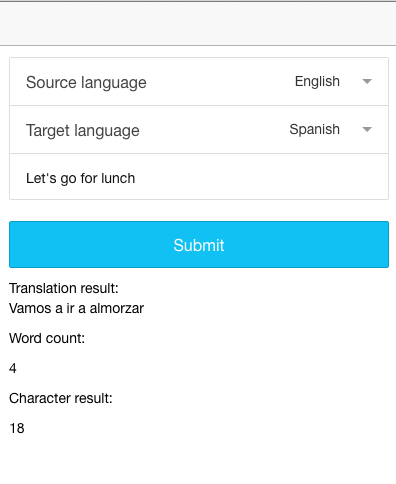 Source language English
Target language Spanish
Let's go for lunch
Submit
Translation result:
Vamos a ir a almorzar
Word count:
4
Character result:
18